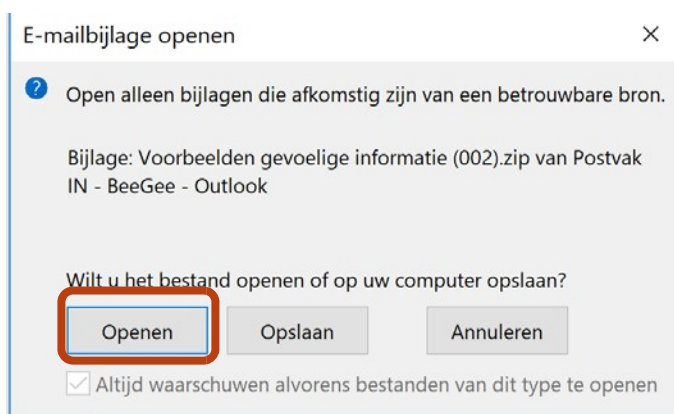 E-mailbijlage openen
Open alleen bijlagen die afkomstig zijn van een betrouwbare bron.
Bijlage: Voorbeelden gevoelige informatie (002).zip van Postvak
IN - BeeGee - Outlook
Wilt u het bestand openen of op uw computer opslaan?
Openen Opslaan Annuleren
Altijd waarschuwen alvorens bestanden van dit type te openen